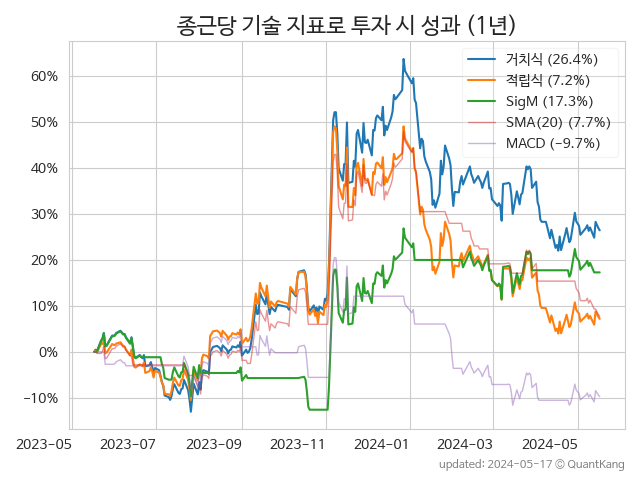 종근당 기술 지표로 투자 시 성과 (1년)
거치식 (26.4%)
적립식 (7.2%)
SigM (17.3%)
SMA(20) (7.7%)
MACD (−9.7%)
60%
50%
40%
30%
20%
10%
0%
−10%
2023-05 2023-07 2023-09 2023-11 2024-01 2024-03 2024-05
updated: 2024-05-17 © QuantKang